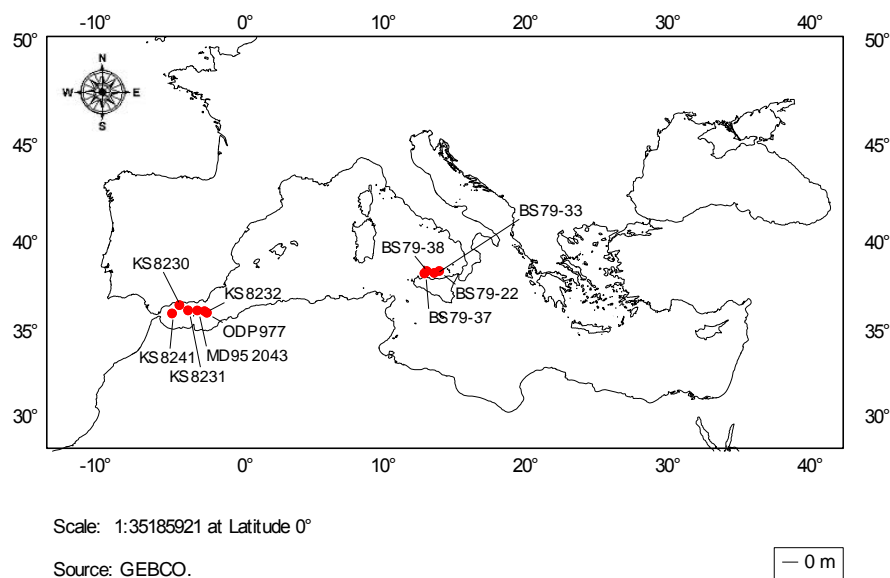 -10° 0° 10° 20° 30° 40°
50° 50°
N
W E
S
45° 45°
BS79-33
40° BS79-38 40°
KS8230
KS8232 BS79-22
BS79-37
35° ODP977 35°
KS8241 MD95 2043
KS8231
30° 30°
-10° 0° 10° 20° 30° 40°
Scale: 1:35185921 at Latitude 0°
Source: GEBCO.
— 0 m